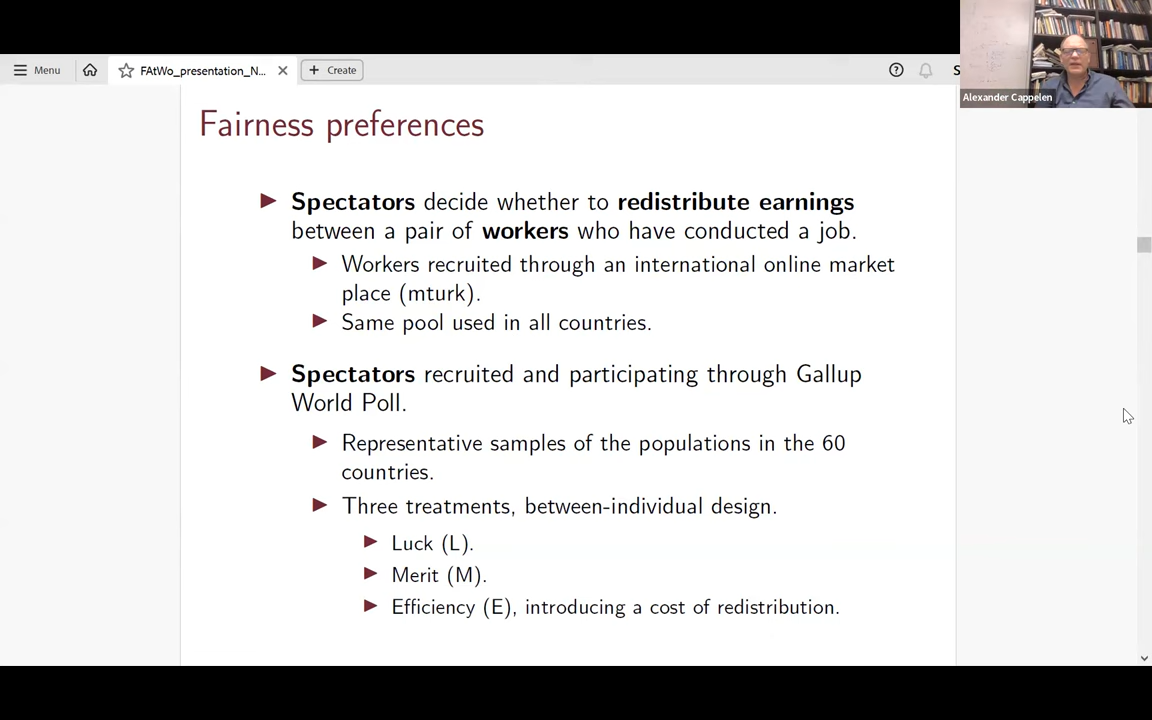 Menu
FAtWo_presentation_N...
Create
S
Alexander Cappelen
Fairness preferences
Spectators decide whether to redistribute earnings
between a pair of workers who have conducted a job.
Workers recruited through an international online market
place (mturk).
Same pool used in all countries.
Spectators recruited and participating through Gallup
World Poll.
Representative samples of the populations in the 60
countries.
Three treatments, between-individual design.
Luck (L).
Merit (M).
Efficiency (E), introducing a cost of redistribution.